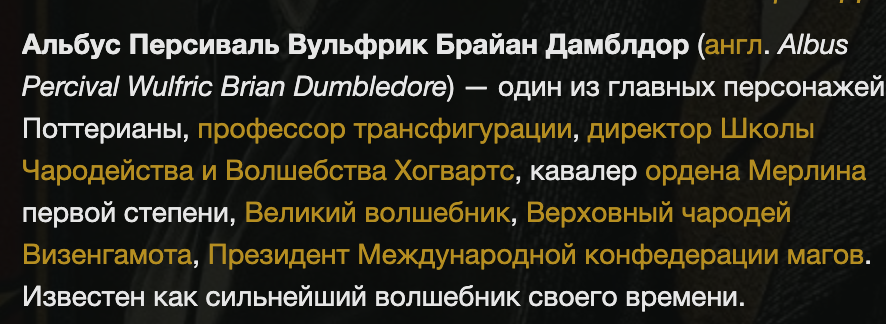 Альбус Персиваль Вульфрик Брайан Дамблдор (англ. Albus
Percival Wulfric Brian Dumbledore) — один из главных персонажей
Поттерианы, профессор трансфигурации, директор Школы
Чародейства и Волшебства Хогвартс, кавалер ордена Мерлина
первой степени, Великий волшебник, Верховный чародей
Визенгамота, Президент Международной конфедерации магов.
Известен как сильнейший волшебник своего времени.